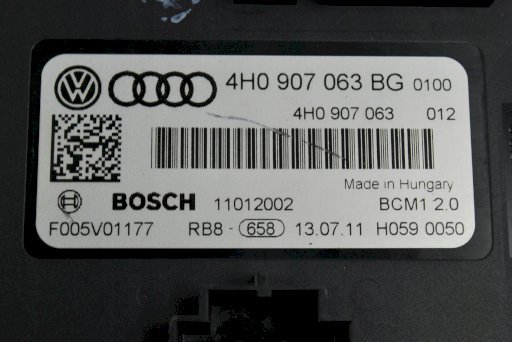 4H0 907 063 BG 0100
4H0 907 063 012
Made in Hungary
BOSCH 11012002 BCM1 2.0
F005V01177 RB8 - 658 13.07.11 H059 0050